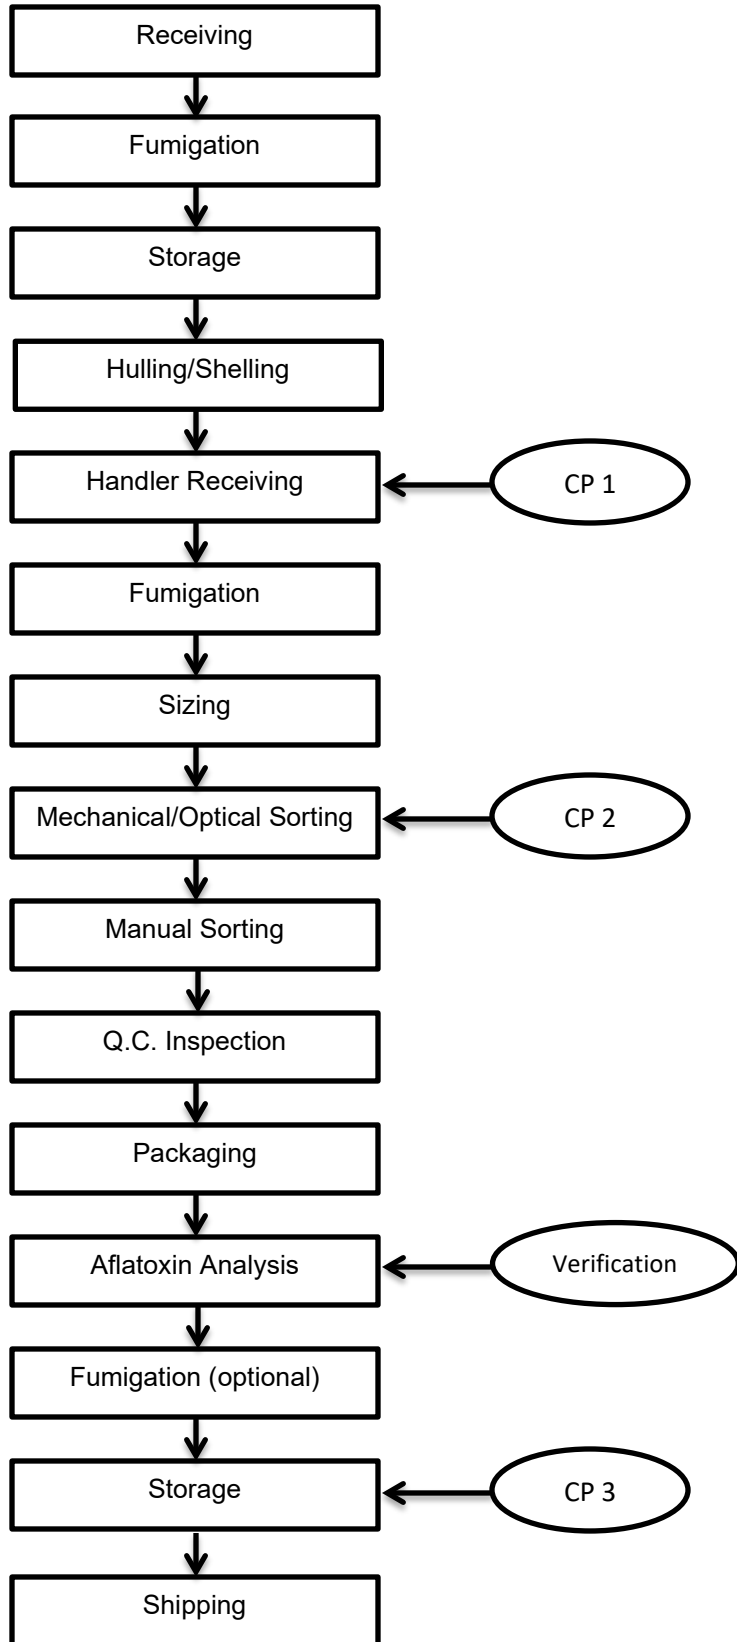 Receiving
Fumigation
Storage
Hulling/Shelling
Handler Receiving
CP 1
Fumigation
Sizing
Mechanical/Optical Sorting
CP 2
Manual Sorting
Q.C. Inspection
Packaging
Aflatoxin Analysis
Verification
Fumigation (optional)
Storage
CP 3
Shipping